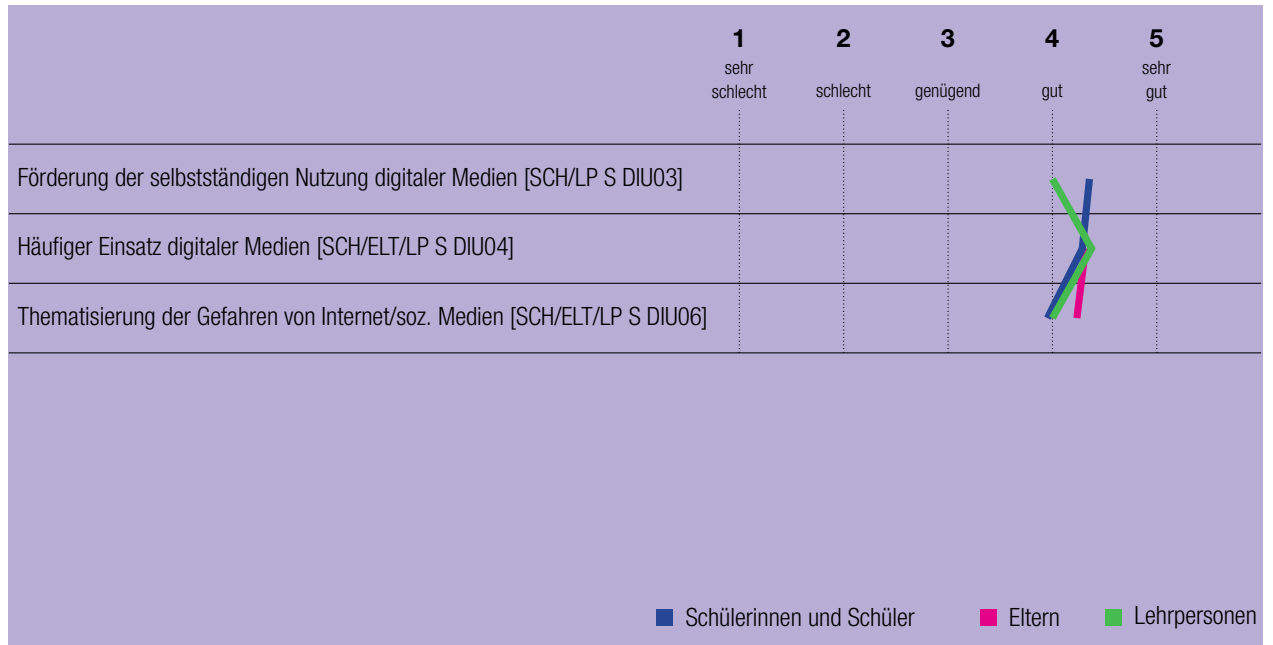 1 2 3 4 5
sehr sehr
schlecht schlecht genügend gut gut
Förderung der selbstständigen Nutzung digitaler Medien [SCH/LP S DIU03]
Häufiger Einsatz digitaler Medien [SCH/ELT/LP S DIU04]
Thematisierung der Gefahren von Internet/soz. Medien [SCH/ELT/LP S DIU06]
Schülerinnen und Schüler Eltern Lehrpersonen